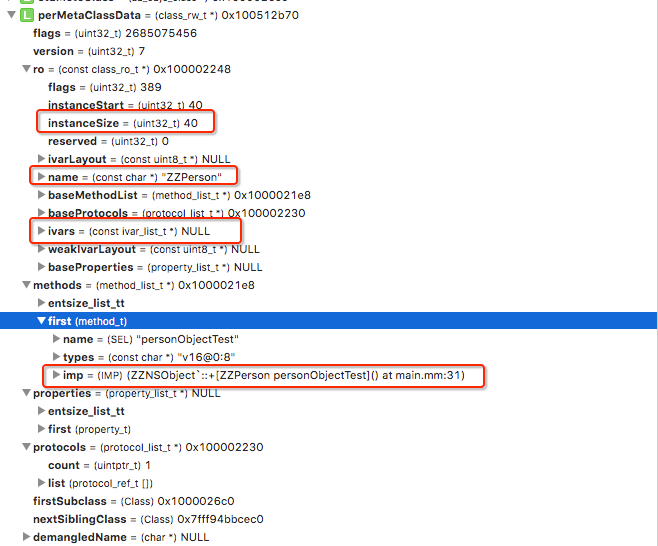 L perMetaClassData = (class_rw_t *) 0x100512b70
flags = (uint32_t) 2685075456
version = (uint32_t) 7
ro = (const class_ro_t *) 0x100002248
flags = (uint32_t) 389
instanceStart = (uint32_t) 40
instanceSize = (uint32_t) 40
reserved = (uint32_t) 0
ivarLayout = (const uint8_t *) NULL
name = (const char *) "ZZPerson"
baseMethodList = (method_list_t *) 0x1000021e8
baseProtocols = (protocol_list_t *) 0x100002230
ivars = (const ivar_list_t *) NULL
weakIvarLayout = (const uint8_t *) NULL
baseProperties = (property_list_t *) NULL
methods = (method_list_t *) 0x1000021e8
entsize_list_tt
first (method_t)
name = (SEL) "personObjectTest"
types = (const char *) "v16@0:8"
imp = (IMP) (ZZNSObject`::+[ZZPerson personObjectTest]() at main.mm:31)
properties = (property_list_t *) NULL
entsize_list_tt
first (property_t)
protocols = (protocol_list_t *) 0x100002230
count = (uintptr_t) 1
list (protocol_ref_t [])
firstSubclass = (Class) 0x1000026c0
nextSiblingClass = (Class) 0x7fff94bbcec0
demangledName = (char *) NULL